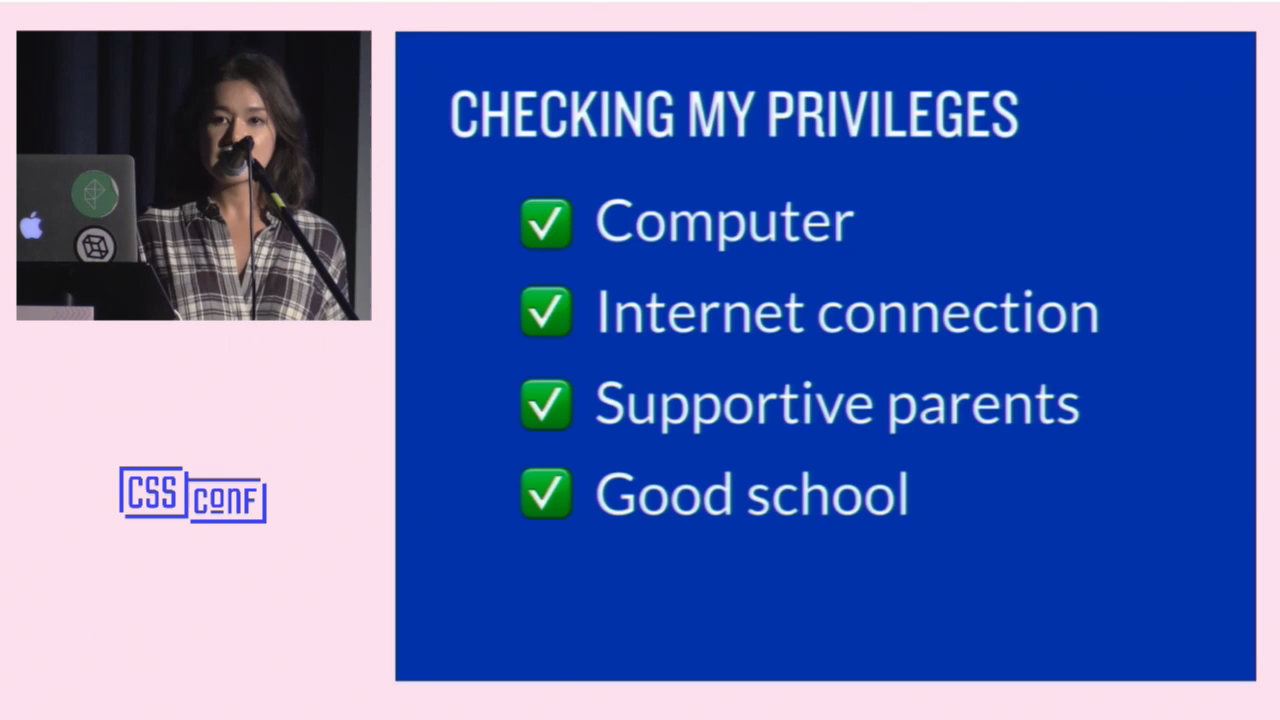 CHECKING MY PRIVILEGES
✅ Computer
✅ Internet connection
✅ Supportive parents
✅ Good school
CSS
CONF